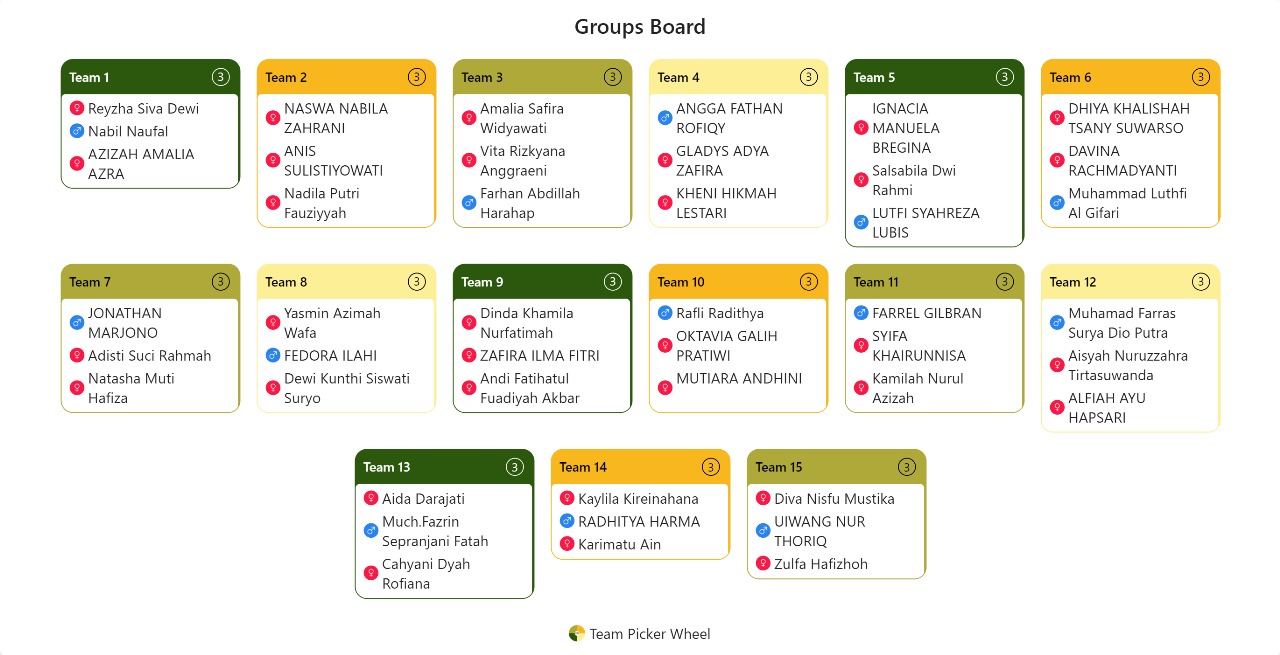 Groups Board
Team 1 3
Reyzha Siva Dewi
Nabil Naufal
AZIZAH AMALIA
AZRA
Team 2 3
NASWA NABILA
ZAHRANI
ANIS
SULISTIYOWATI
Nadila Putri
Fauziyyah
Team 3 3
Amalia Safira
Widyawati
Vita Rizkyana
Anggraeni
Farhan Abdillah
Harahap
Team 4 3
ANGGA FATHAN
ROFIQY
GLADYS ADYA
ZAFIRA
KHENI HIKMAH
LESTARI
Team 5 3
IGNACIA
MANUELA
BREGINA
Salsabila Dwi
Rahmi
LUTFI SYAHREZA
LUBIS
Team 6 3
DHIYA KHALISHAH
TSANY SUWARSO
DAVINA
RACHMADYANTI
Muhammad Luthfi
Al Gifari
Team 7 3
JONATHAN
MARJONO
Adisti Suci Rahmah
Natasha Muti
Hafiza
Team 8 3
Yasmin Azimah
Wafa
FEDORA ILAHI
Dewi Kunthi Siswati
Suryo
Team 9 3
Dinda Khamila
Nurfatimah
ZAFIRA ILMA FITRI
Andi Fatihatul
Fuadiyah Akbar
Team 10 3
Rafli Radithya
OKTAVIA GALIH
PRATIWI
MUTIARA ANDHINI
Team 11 3
FARREL GILBRAN
SYIFA
KHAIRUNNISA
Kamilah Nurul
Azizah
Team 12 3
Muhamad Farras
Surya Dio Putra
Aisyah Nuruzzahra
Tirtasuwanda
ALFIAH AYU
HAPSARI
Team 13 3
Aida Darajati
Much.Fazrin
Sepranjani Fatah
Cahyani Dyah
Rofiana
Team 14 3
Kaylila Kireinahana
RADHITYA HARMA
Karimatu Ain
Team 15 3
Diva Nisfu Mustika
UIWANG NUR
THORIQ
Zulfa Hafizhoh
Team Picker Wheel